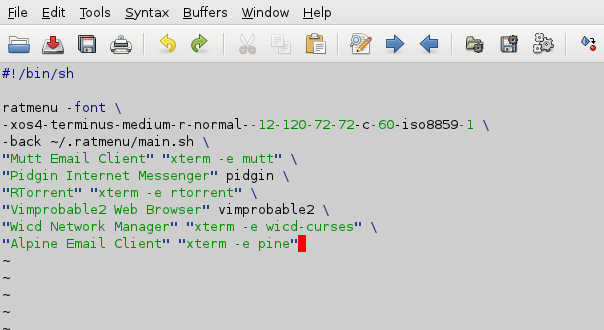 File Edit Tools Syntax Buffers Window Help
#!/bin/sh
ratmenu -font \
-xos4-terminus-medium-r-normal--12-120-72-72-c-60-iso8859-1 \
-back ~/.ratmenu/main.sh \
"Mutt Email Client" "xterm -e mutt" \
"Pidgin Internet Messenger" pidgin \
"RTorrent" "xterm -e rtorrent" \
"Vimprobable2 Web Browser" vimprobable2 \
"Wicd Network Manager" "xterm -e wicd-curses" \
"Alpine Email Client" "xterm -e pine"
~
~
~
~
~